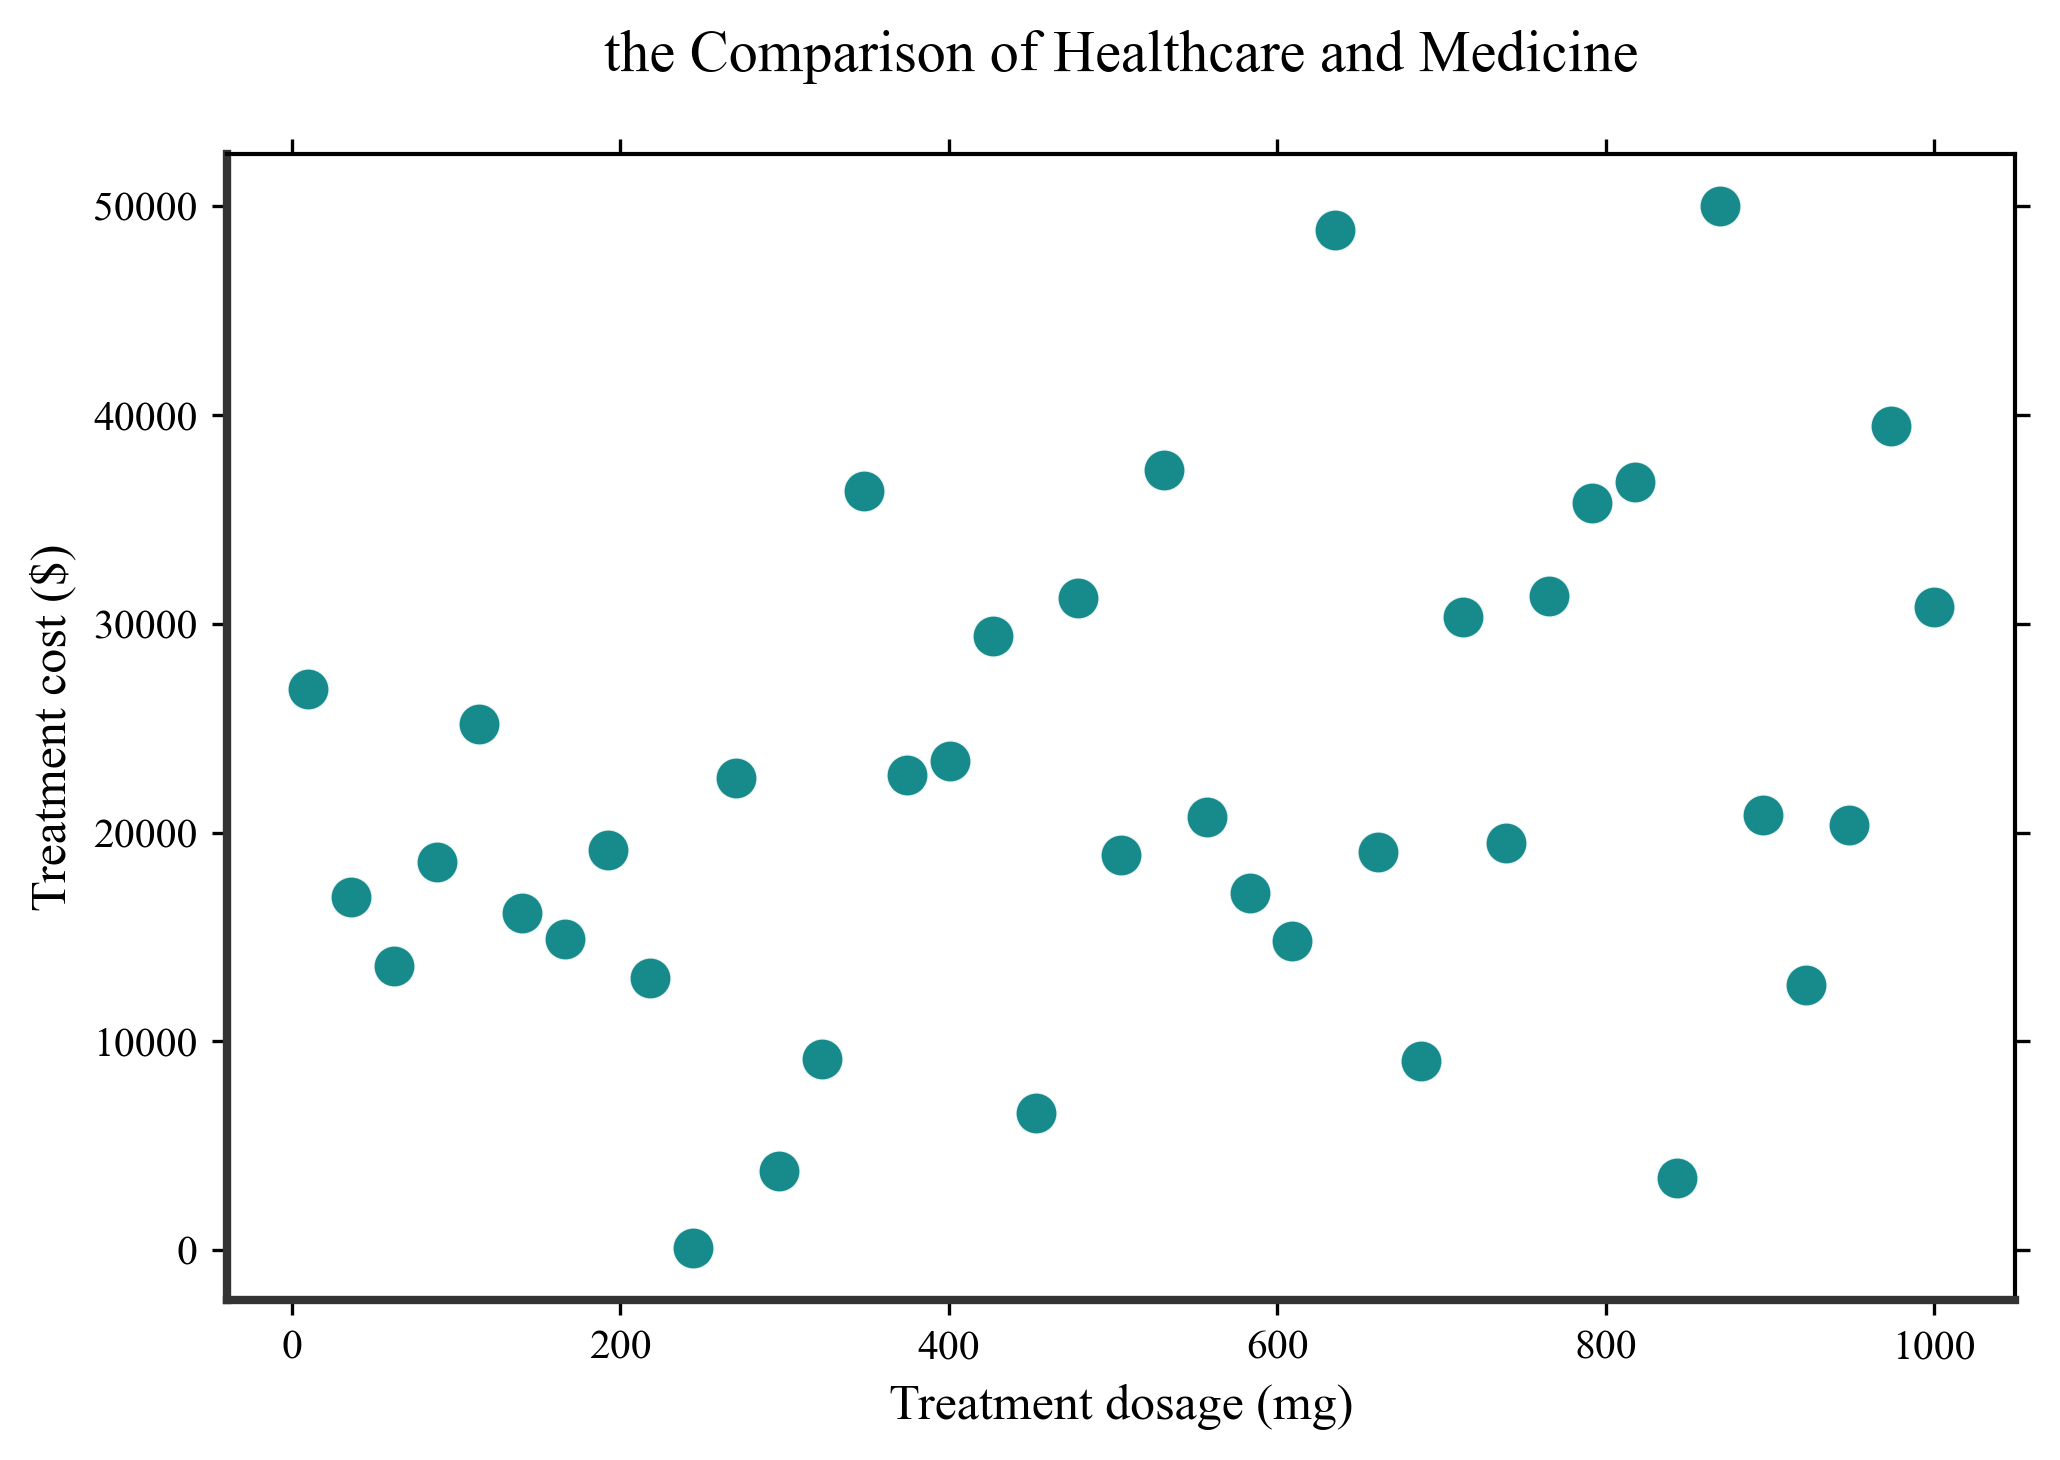 the Comparison of Healthcare and Medicine
50000
40000
30000
20000
10000
0
Treatment cost ($)
0 200 400 600 800 1000
Treatment dosage (mg)